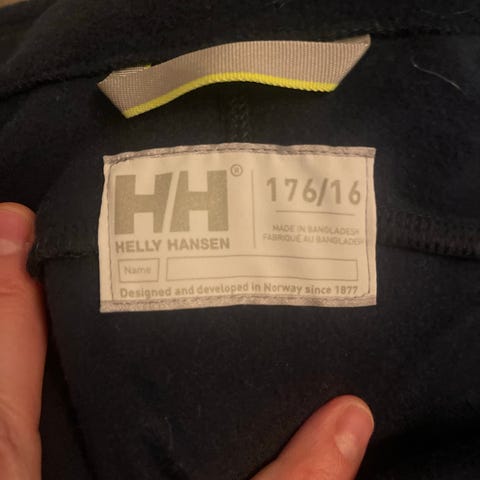 HH®
176/16
HELLY HANSEN
MADE IN BANGLADESH
FABRIQUÉ AU BANGLADESH
Name
Designed and developed in Norway since 1877